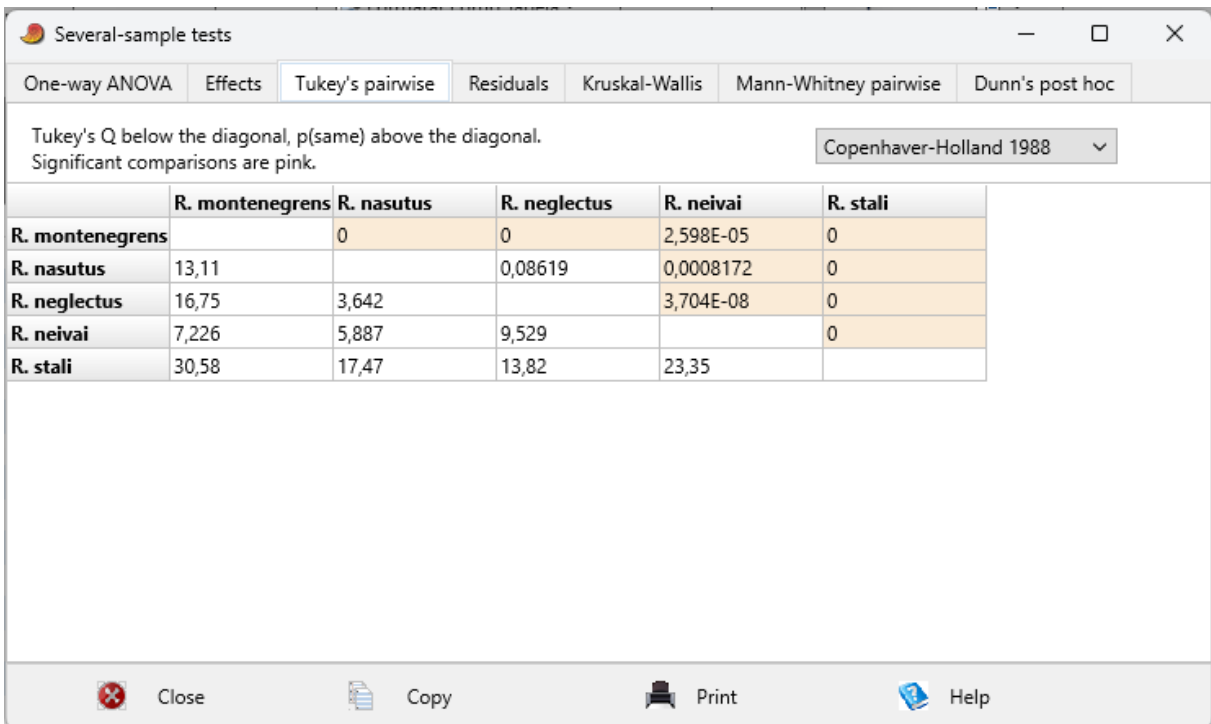 Several-sample tests
One-way ANOVA Effects Tukey's pairwise Residuals Kruskal-Wallis Mann-Whitney pairwise Dunn's post hoc
Tukey's Q below the diagonal, p(same) above the diagonal.
Significant comparisons are pink.
Copenhaver-Holland 1988
R. montenegrens R. nasutus R. neglectus R. neivai R. stali
R. montenegrens 0 0 2,598E-05 0
R. nasutus 13,11 0,08619 0,0008172 0
R. neglectus 16,75 3,642 3,704E-08 0
R. neivai 7,226 5,887 9,529 0
R. stali 30,58 17,47 13,82 23,35
Close Copy Print Help